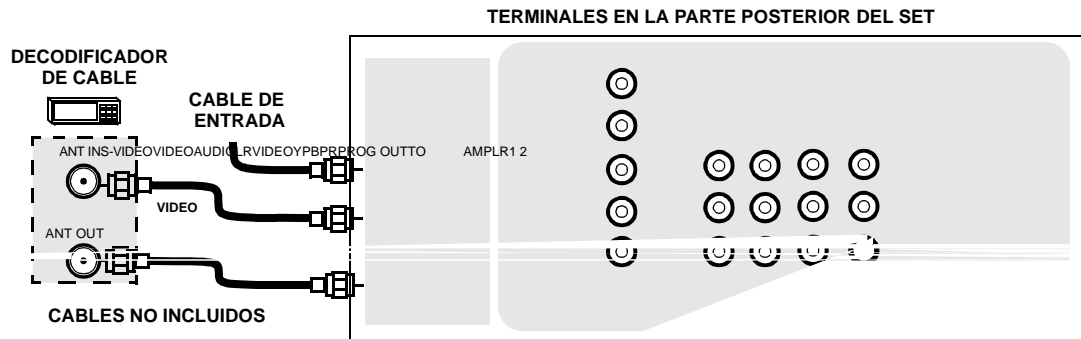 TERMINALES EN LA PARTE POSTERIOR DEL SET
DECODIFICADOR
DE CABLE
CABLE DE
ENTRADA
ANT INS-VIDEOVIDEOAUDIOLRVIDEOYPBPRPROG OUTTO AMPLR1 2
VIDEO
ANT OUT
CABLES NO INCLUIDOS